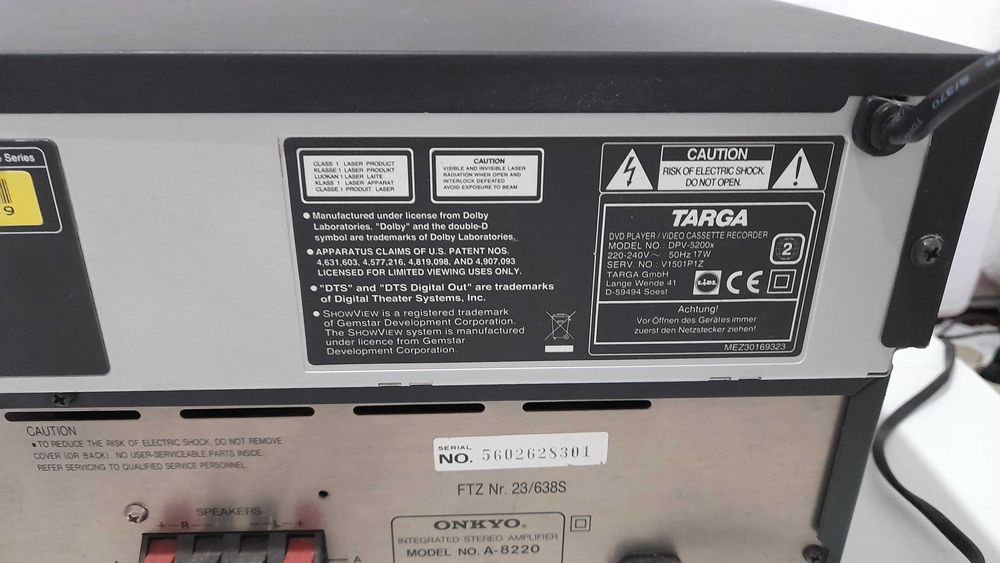 Series
9
CLASS 1 LASER PRODUCT
KLASSE 1 LASER PRODUKT
LUOKAN 1 LASER LAITE
KLASS 1 LASER APPARAT
CLASSE 1 PRODUIT LASER
CAUTION
VISIBLE AND INVISIBLE LASER
RADIATION WHEN OPEN AND
INTERLOCK DEFEATED
AVOID EXPOSURE TO BEAM
● Manufactured under license from Dolby
Laboratories. "Dolby" and the double-D
symbol are trademarks of Dolby Laboratories.
● APPARATUS CLAIMS OF U.S. PATENT NOS.
4,631,603, 4,577,216, 4,819,098, AND 4,907,093
LICENSED FOR LIMITED VIEWING USES ONLY.
● "DTS" and "DTS Digital Out" are trademarks
of Digital Theater Systems, Inc.
● SHOWVIEW is a registered trademark
of Gemstar Development Corporation.
The SHOWVIEW system is manufactured
under licence from Gemstar
Development Corporation.
CAUTION
RISK OF ELECTRIC SHOCK.
DO NOT OPEN.
TARGA
DVD PLAYER / VIDEO CASSETTE RECORDER
MODEL NO.: DPV-5200x
220-240V ~ 50Hz 17W
SERV. NO.: V1501P1Z
TARGA GmbH
Lange Wende 41
D-59494 Soest
2
LIDL
CE
Achtung!
Vor Öffnen des Gerätes immer
zuerst den Netzstecker ziehen!
MEZ30169323
CAUTION
• TO REDUCE THE RISK OF ELECTRIC SHOCK, DO NOT REMOVE
COVER (OR BACK). NO USER-SERVICEABLE PARTS INSIDE.
REFER SERVICING TO QUALIFIED SERVICE PERSONNEL.
SERIAL
NO. 5602628301
FTZ Nr. 23/638S
SPEAKERS
+ R - - L +
A
ONKYO®
INTEGRATED STEREO AMPLIFIER
MODEL NO. A-8220